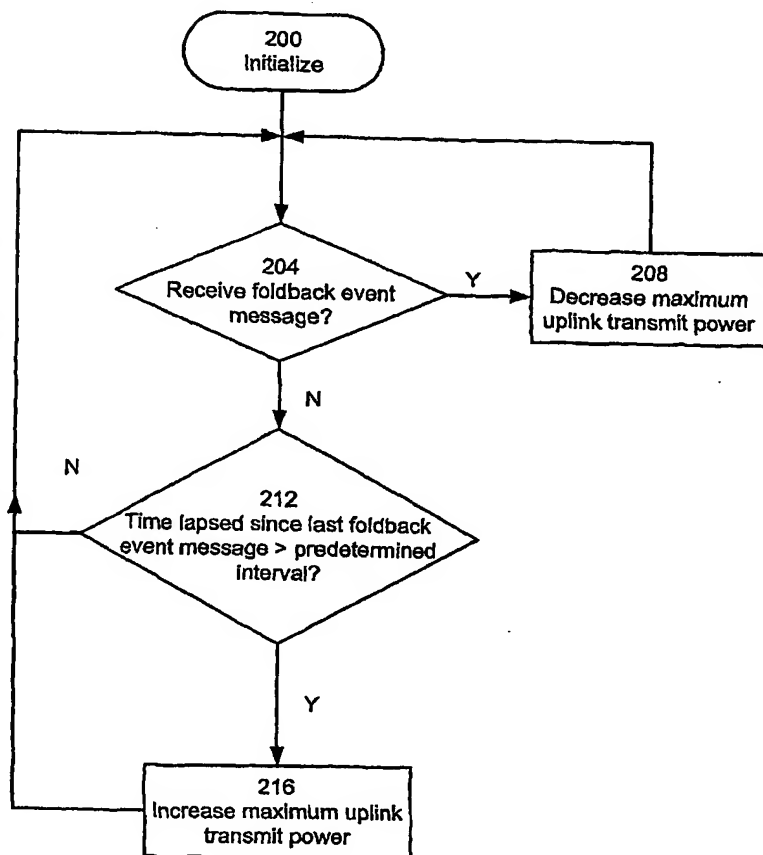 200
Initialize
204
Receive foldback event
message?
Y
208
Decrease maximum
uplink transmit power
N
N
212
Time lapsed since last foldback
event message > predetermined
interval?
Y
216
Increase maximum uplink
transmit power